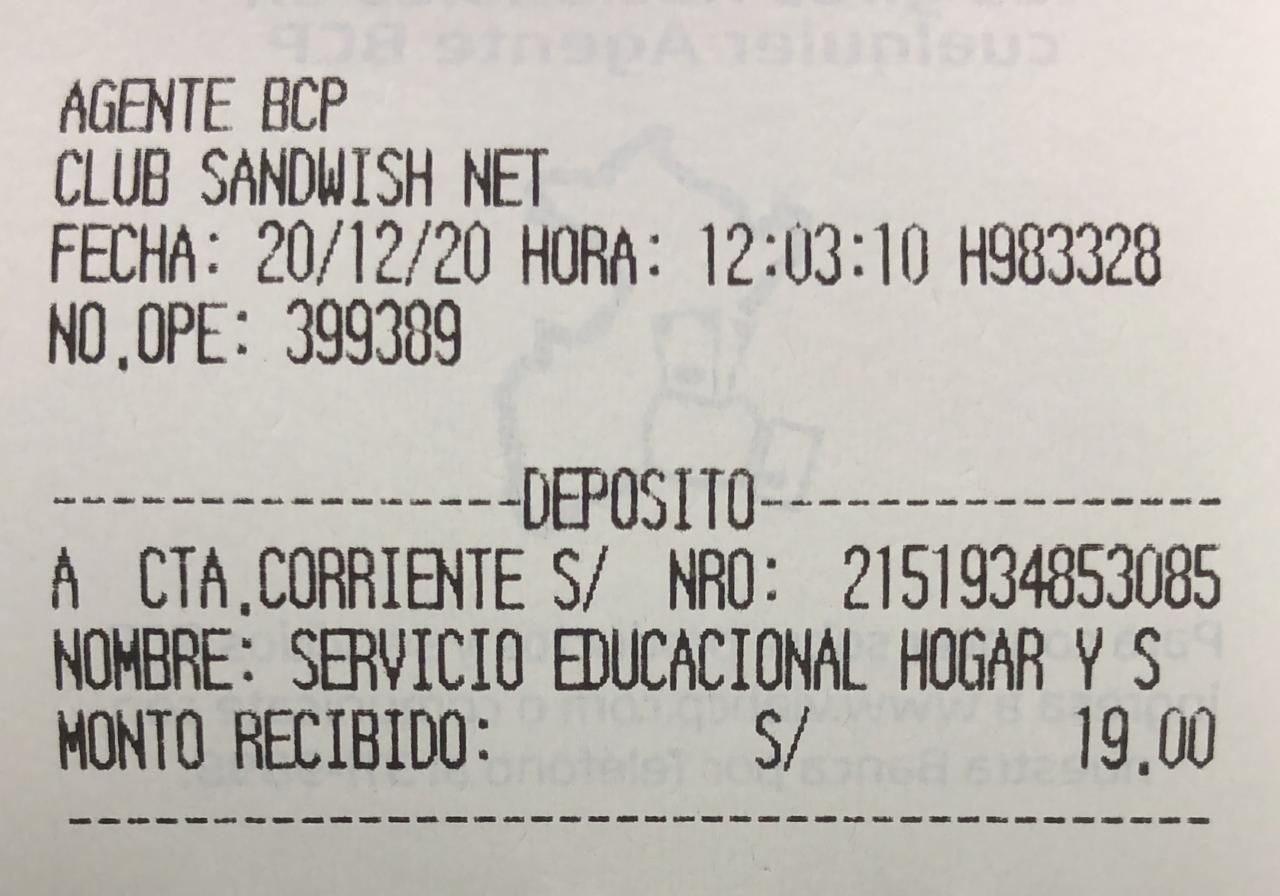 AGENTE BCP
CLUB SANDWISH NET
FECHA: 20/12/20 HORA: 12:03:10 H983328
NO.OPE: 399389
-----------------DEPOSITO-----------------
A CTA.CORRIENTE S/ NRO: 2151934853085
NOMBRE: SERVICIO EDUCACIONAL HOGAR Y S
MONTO RECIBIDO: S/ 19.00